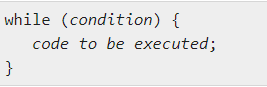 while (condition) {
   code to be executed;
}